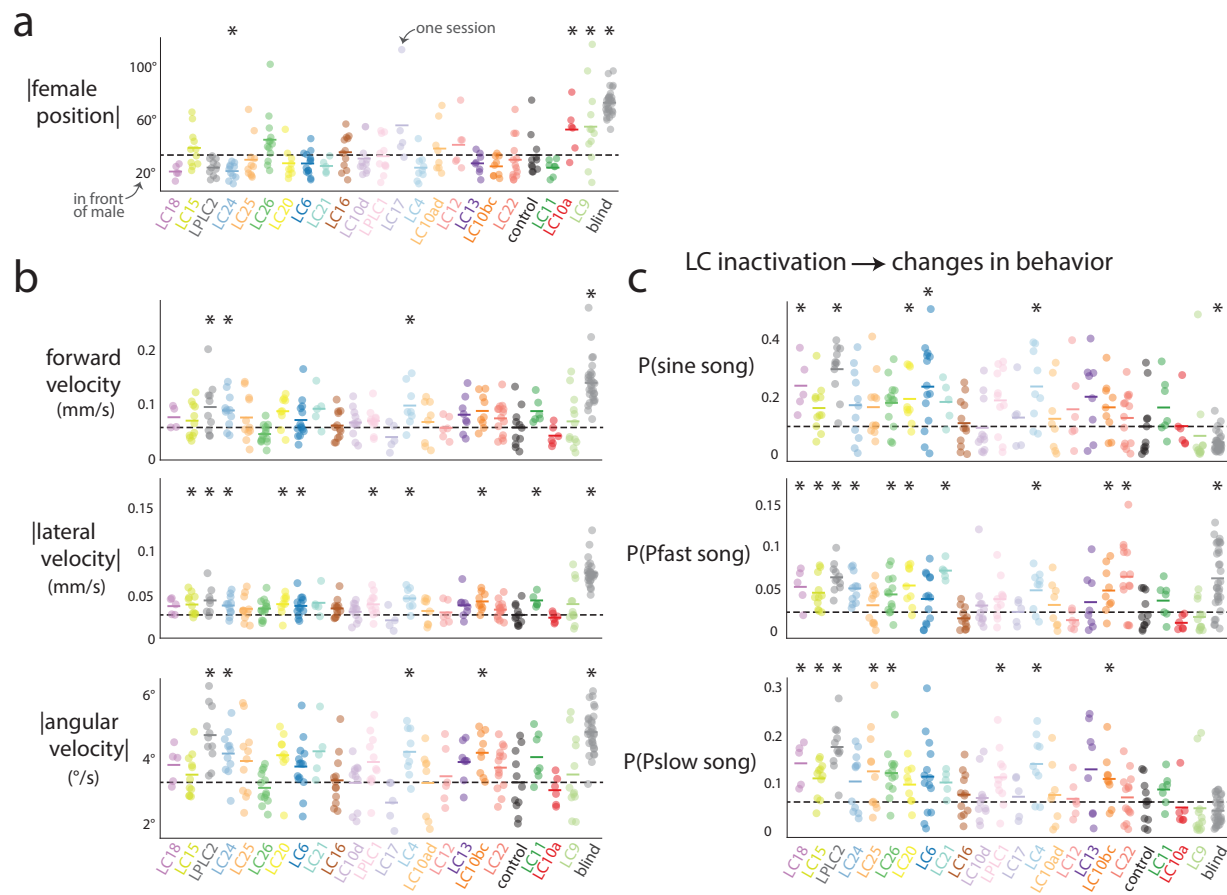 a
one session
100°
60°
20°
|female
position|
in front
of male
LC18
LC15
LPLC2
LC24
LC25
LC26
LC20
LC6
LC21
LC16
LC10d
LPLC1
LC17
LC4
LC10ad
LC12
LC13
LC10bc
LC22
control
LC11
LC10a
LC9
blind
LC inactivation → changes in behavior
b
forward
velocity
(mm/s)
0.2
0.1
0
|lateral
velocity|
(mm/s)
0.15
0.1
0.05
0
|angular
velocity|
(°/s)
6°
4°
2°
LC18
LC15
LPLC2
LC24
LC25
LC26
LC20
LC6
LC21
LC16
LC10d
LPLC1
LC17
LC4
LC10ad
LC12
LC13
LC10bc
LC22
control
LC11
LC10a
LC9
blind
c
P(sine song)
0.4
0.2
0
P(Pfast song)
0.15
0.1
0.05
0
P(Pslow song)
0.3
0.2
0.1
0
LC18
LC15
LPLC2
LC24
LC25
LC26
LC20
LC6
LC21
LC16
LC10d
LPLC1
LC17
LC4
LC10ad
LC12
LC13
LC10bc
LC22
control
LC11
LC10a
LC9
blind